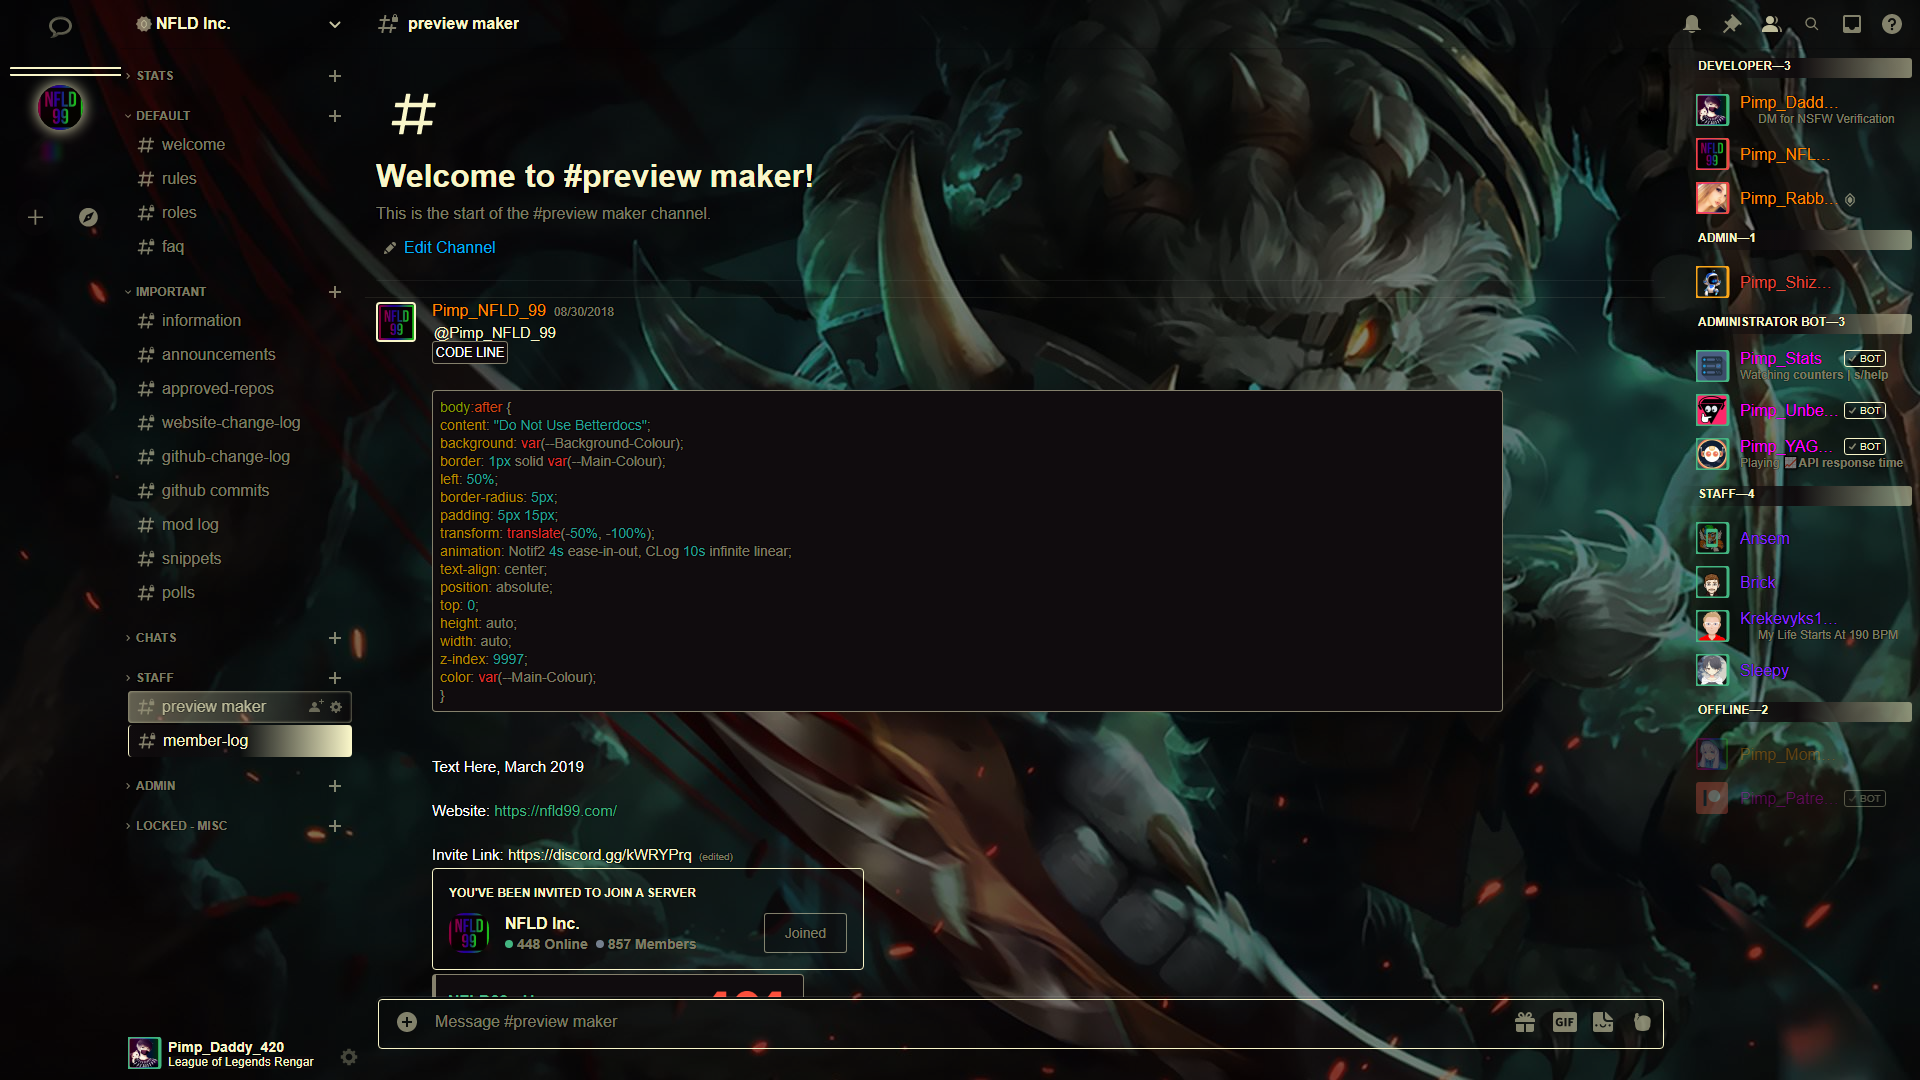 NFLD Inc.
preview maker
NFLD
99
STATS
DEFAULT
welcome
rules
roles
faq
IMPORTANT
information
announcements
approved-repos
website-change-log
github-change-log
github commits
mod log
snippets
polls
CHATS
STAFF
preview maker
member-log
ADMIN
LOCKED - MISC
Pimp_Daddy_420
League of Legends Rengar
#
Welcome to #preview maker!
This is the start of the #preview maker channel.
Edit Channel
NFLD
99
Pimp_NFLD_99 08/30/2018
@Pimp_NFLD_99
CODE LINE
body:after {
content: "Do Not Use Betterdocs";
background: var(--Background-Colour);
border: 1px solid var(--Main-Colour);
left: 50%;
border-radius: 5px;
padding: 5px 15px;
transform: translate(-50%, -100%);
animation: Notif2 4s ease-in-out, CLog 10s infinite linear;
text-align: center;
position: absolute;
top: 0;
height: auto;
width: auto;
z-index: 9997;
color: var(--Main-Colour);
}
Text Here, March 2019
Website: https://nfld99.com/
Invite Link: https://discord.gg/kWRYPrq (edited)
YOU'VE BEEN INVITED TO JOIN A SERVER
NFLD
99
NFLD Inc.
448 Online 857 Members
Joined
Message #preview maker
GIF
DEVELOPER—3
Pimp_Dadd...
DM for NSFW Verification
NFLD
99
Pimp_NFL...
Pimp_Rabb...
ADMIN—1
Pimp_Shiz...
ADMINISTRATOR BOT—3
Pimp_Stats ✓ BOT
Watching counters | s/help
Pimp_Unbe... ✓ BOT
Pimp_YAG... ✓ BOT
Playing API response time
STAFF—4
Ansem
Brick
Krekevyks1...
My Life Starts At 190 BPM
Sleepy
OFFLINE—2
Pimp_Mom...
Pimp_Patre... ✓ BOT